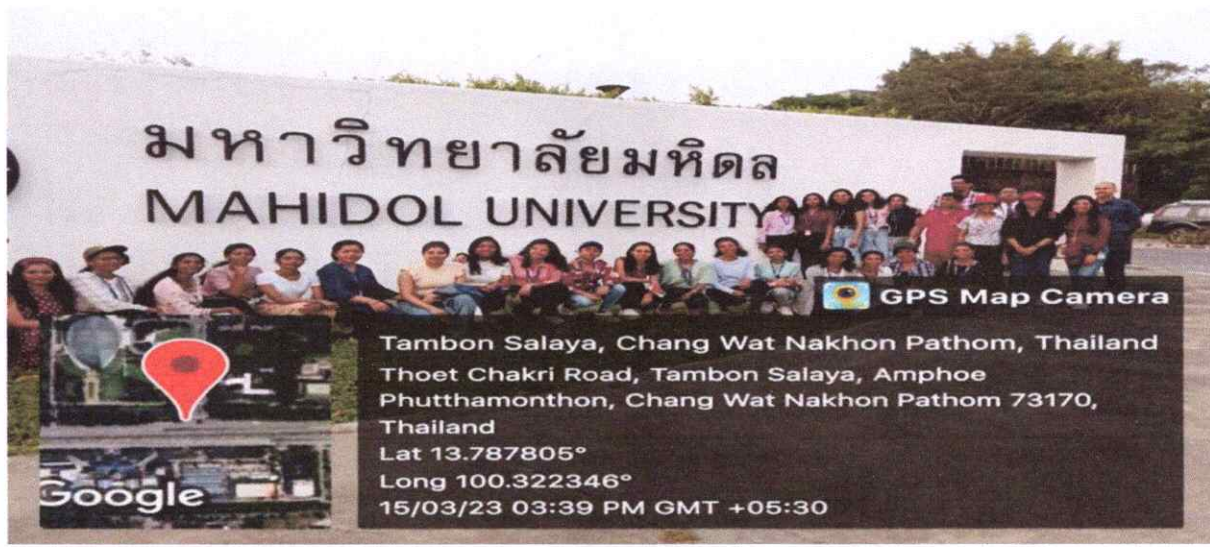 มหาวิทยาลัยมหิดล
MAHIDOL UNIVERSITY
GPS Map Camera
Tambon Salaya, Chang Wat Nakhon Pathom, Thailand
Thoet Chakri Road, Tambon Salaya, Amphoe
Phutthamonthon, Chang Wat Nakhon Pathom 73170,
Thailand
Lat 13.787805°
Long 100.322346°
15/03/23 03:39 PM GMT +05:30
Google